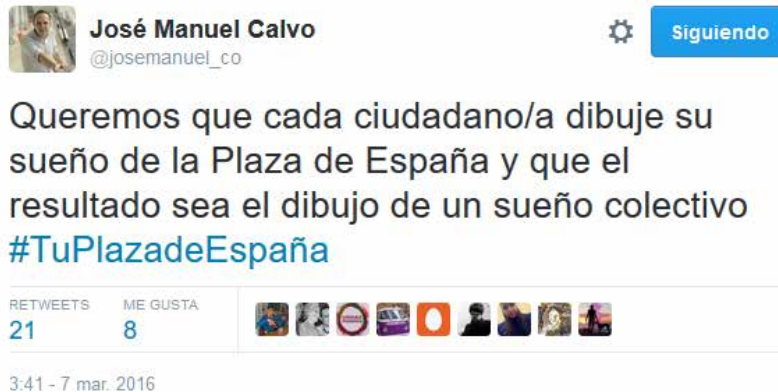 José Manuel Calvo
@josemanuel_co
Siguiendo
Queremos que cada ciudadano/a dibuje su
sueño de la Plaza de España y que el
resultado sea el dibujo de un sueño colectivo
#TuPlazadeEspaña
RETWEETS ME GUSTA
21 8
3:41 - 7 mar. 2016